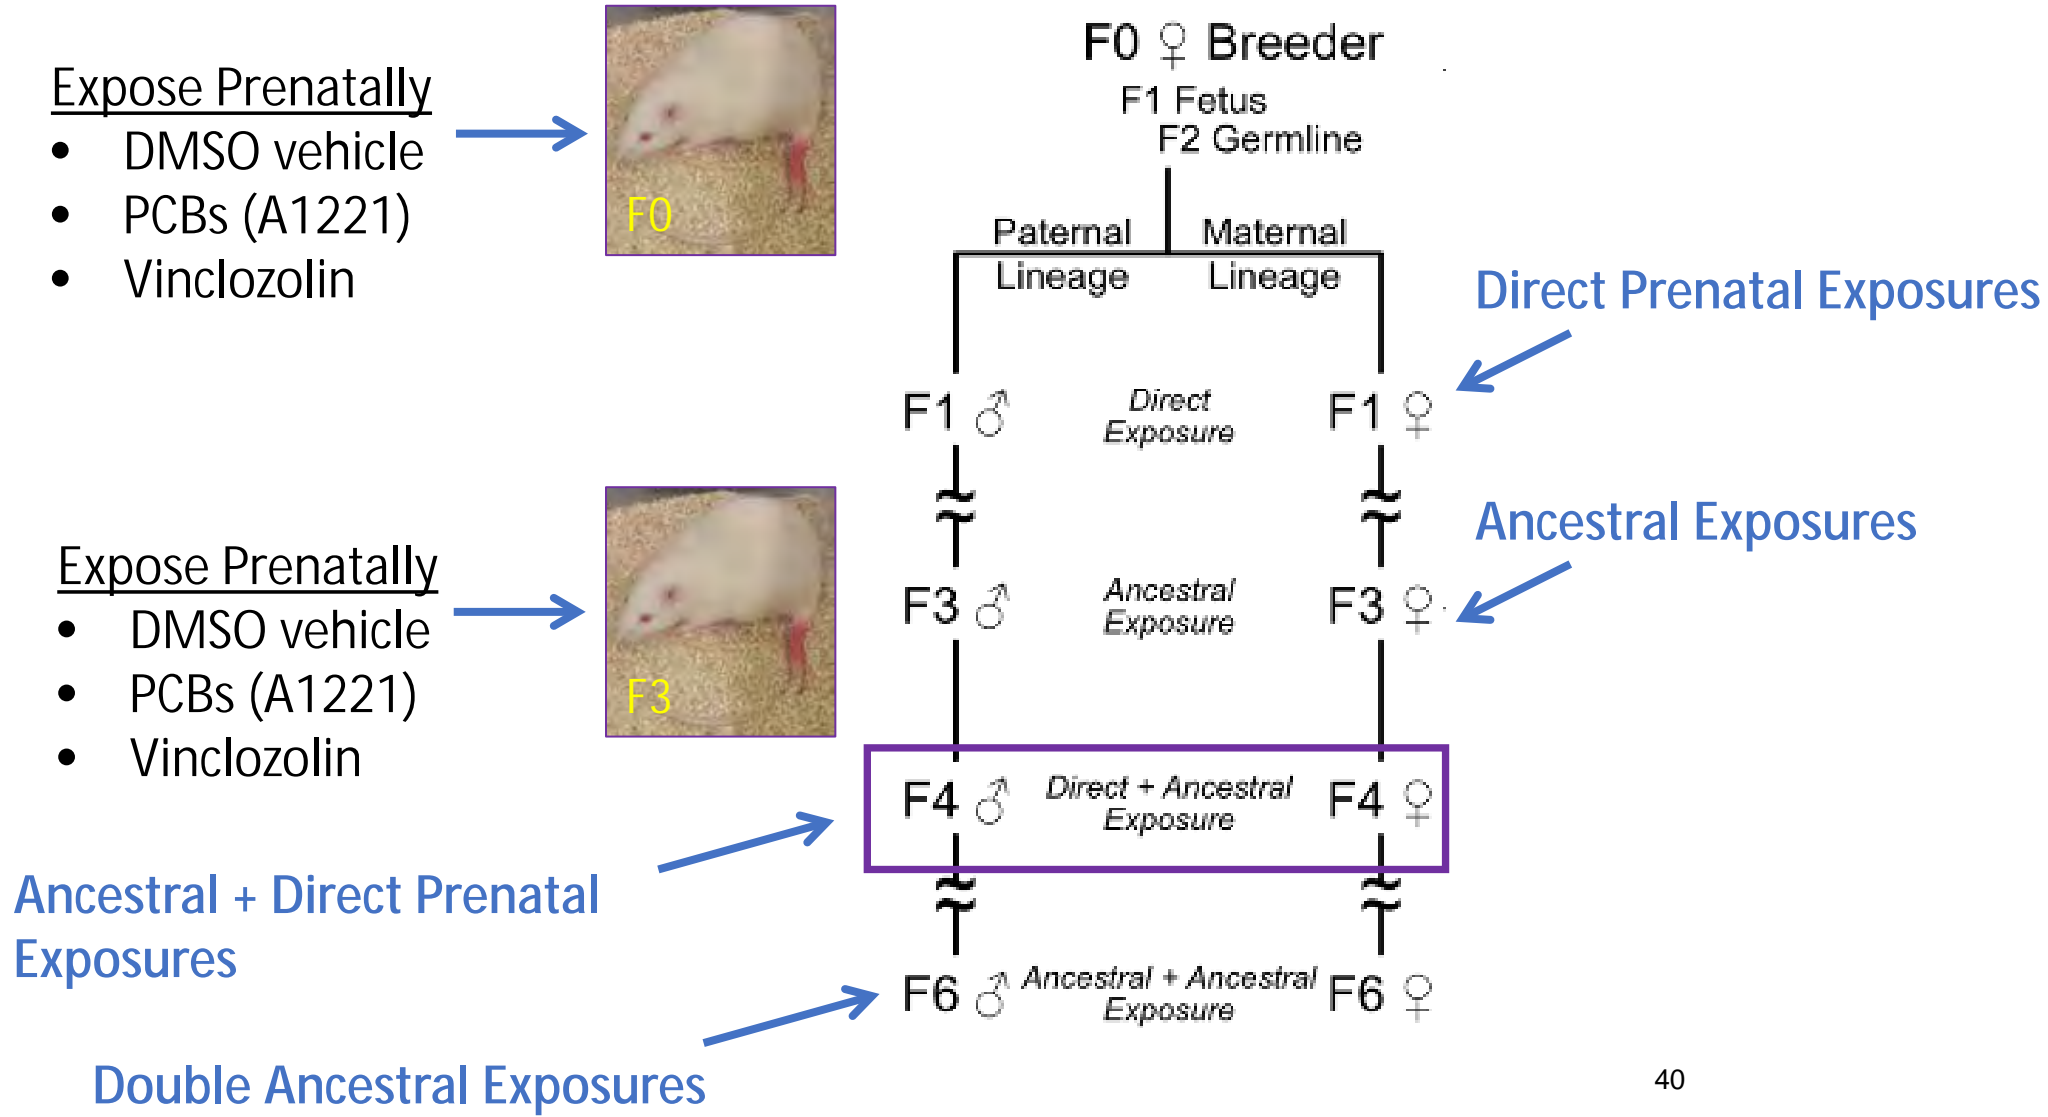 Expose Prenatally
• DMSO vehicle
• PCBs (A1221)
• Vinclozolin
F0
F0 ♀ Breeder
F1 Fetus
F2 Germline
Paternal Lineage
Maternal Lineage
Direct Prenatal Exposures
F1 ♂
Direct
Exposure
F1 ♀
Ancestral Exposures
Expose Prenatally
• DMSO vehicle
• PCBs (A1221)
• Vinclozolin
F3
F3 ♂
Ancestral
Exposure
F3 ♀
F4 ♂
Direct + Ancestral
Exposure
F4 ♀
Ancestral + Direct Prenatal
Exposures
F6 ♂
Ancestral + Ancestral
Exposure
F6 ♀
Double Ancestral Exposures
40